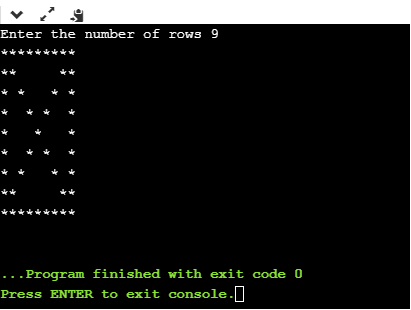 Enter the number of rows 9
*********
**     **
* *   * *
*  * *  *
*   *   *
*  * *  *
* *   * *
**     **
*********
...Program finished with exit code 0
Press ENTER to exit console.